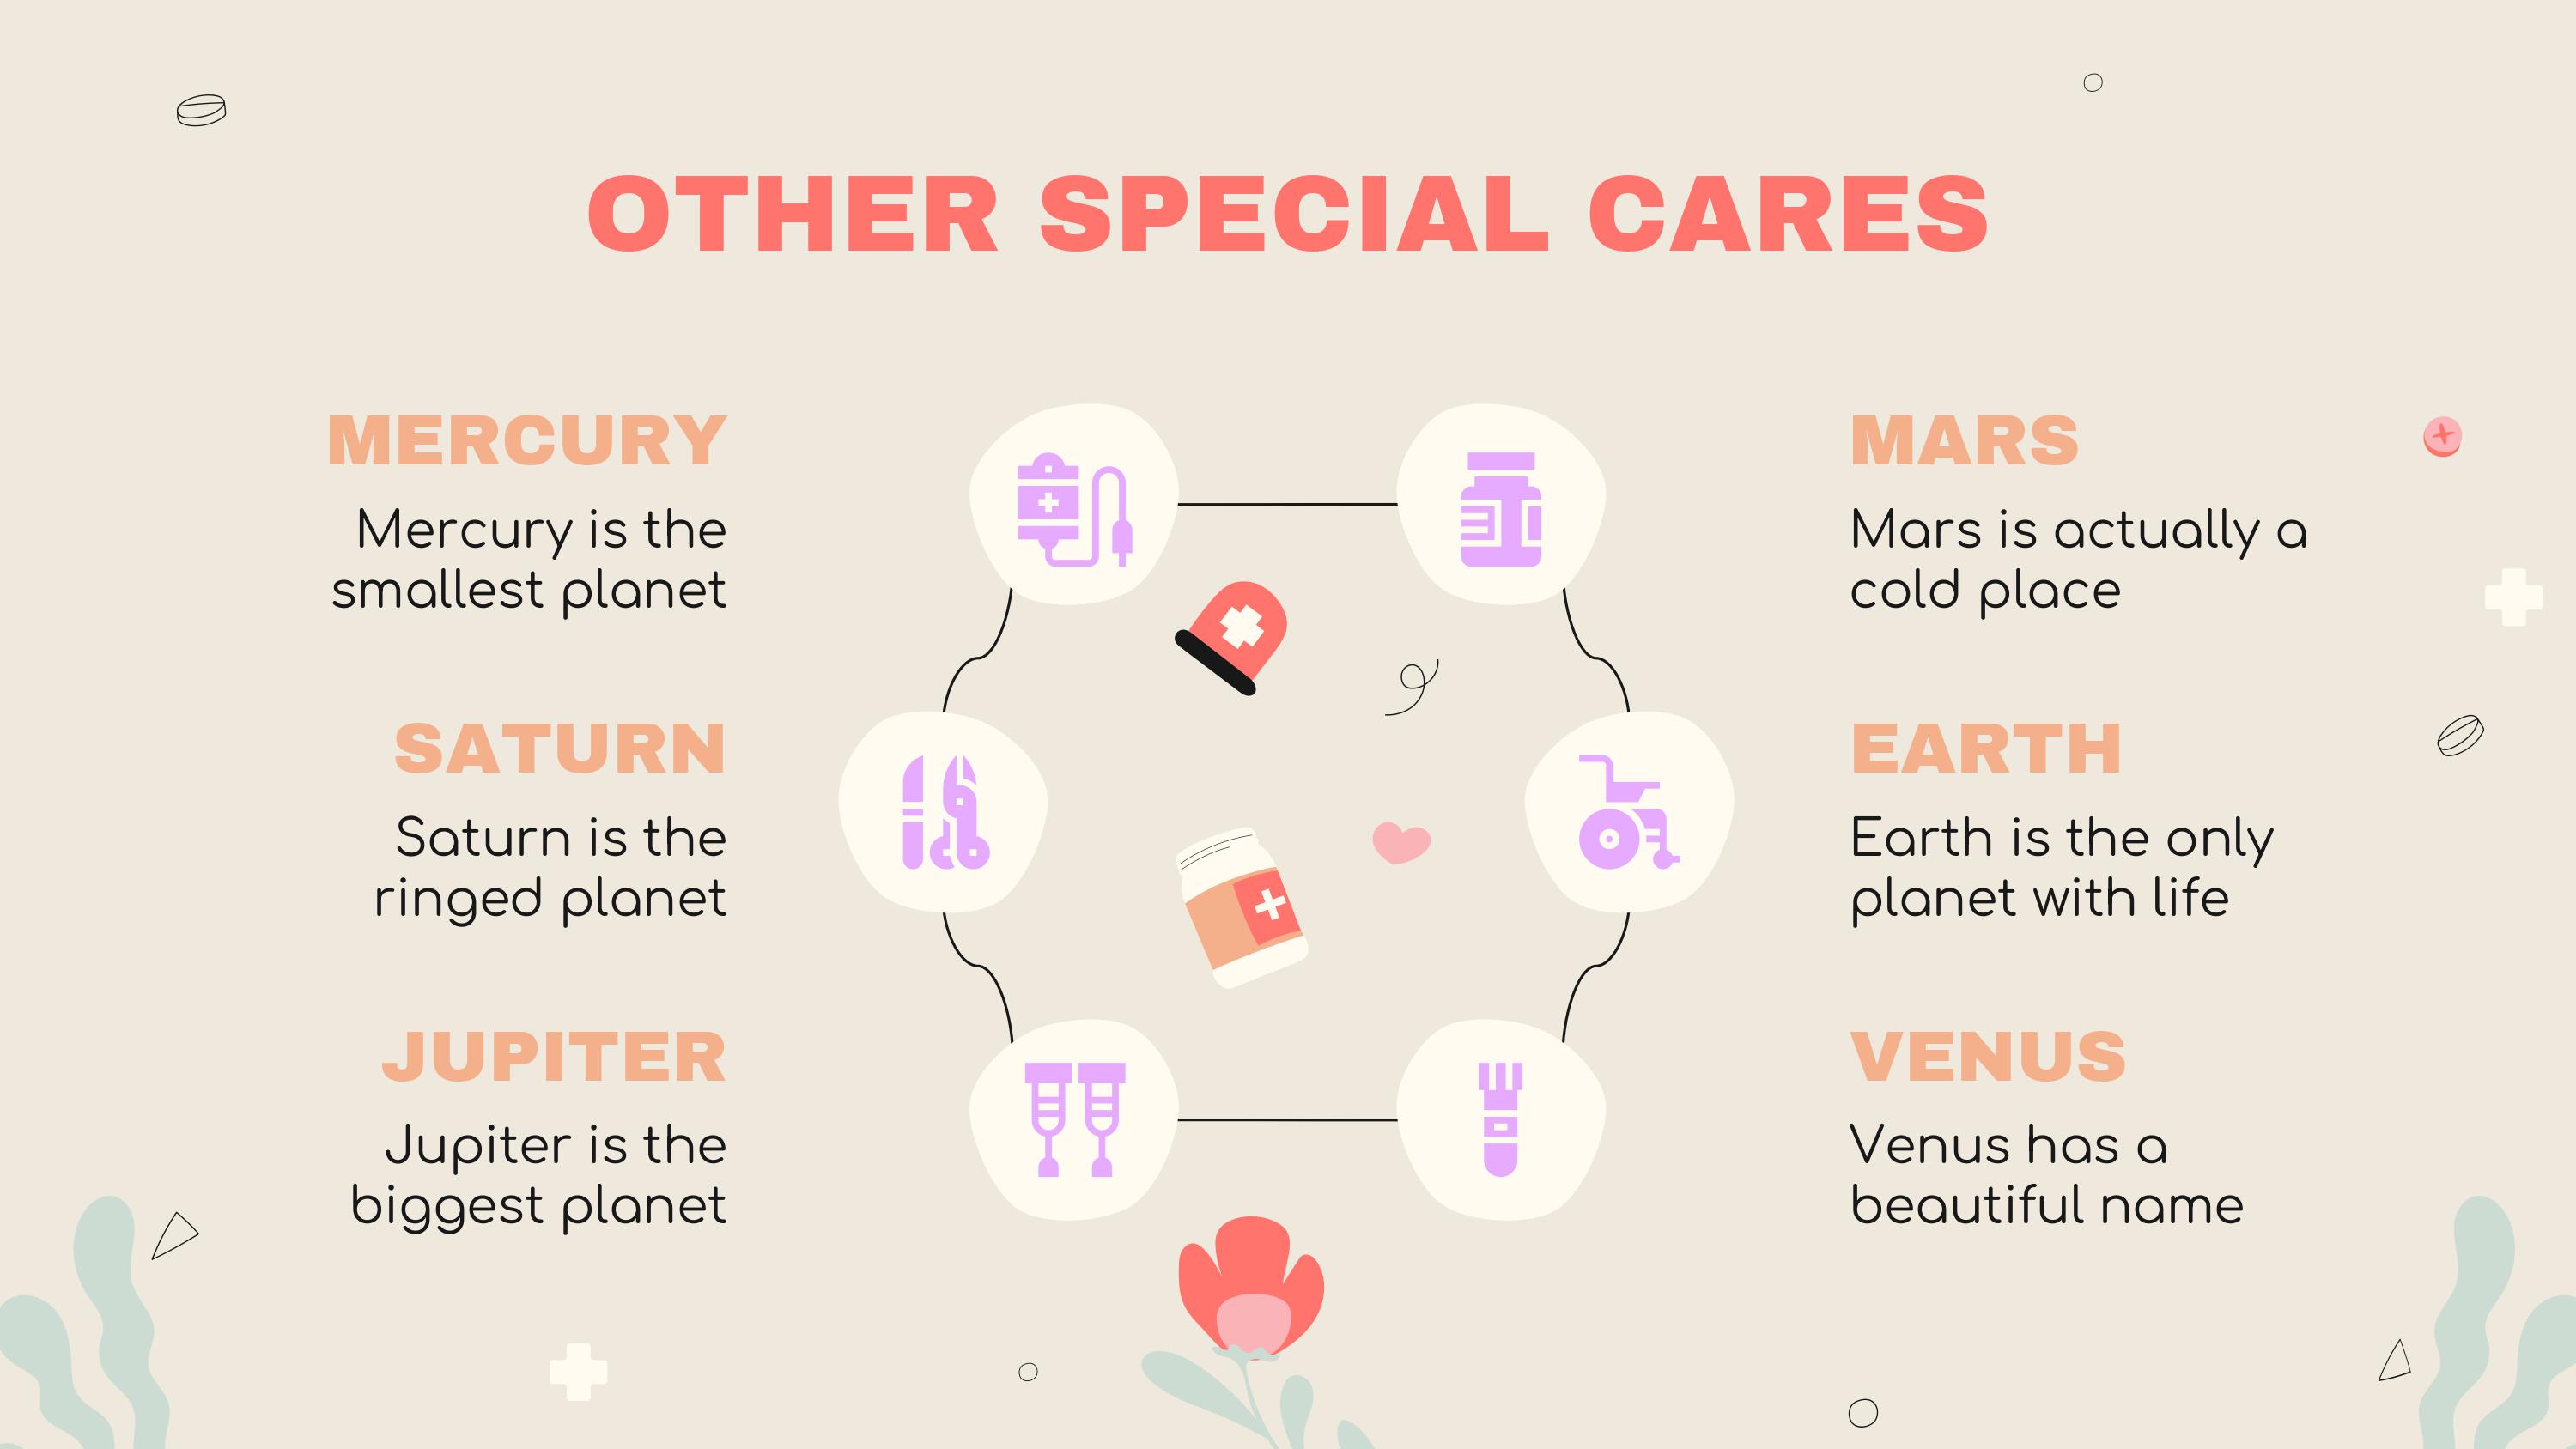 OTHER SPECIAL CARES
MERCURY
Mercury is the
smallest planet
SATURN
Saturn is the
ringed planet
JUPITER
Jupiter is the
biggest planet
MARS
Mars is actually a
cold place
EARTH
Earth is the only
planet with life
VENUS
Venus has a
beautiful name